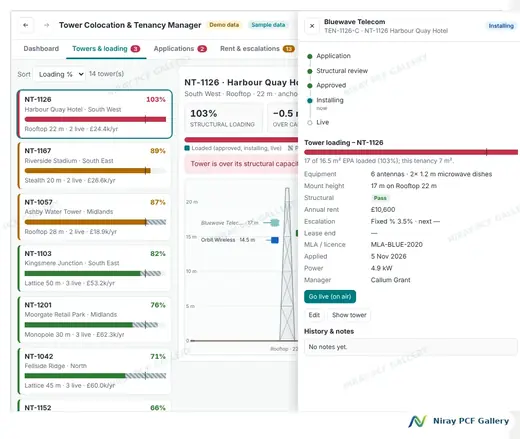 Tower Colocation & Tenancy Manager
Demo data
Sample data
Dashboard
Towers & loading 3
Applications 2
Rent & escalations 12
Sort Loading % 14 tower(s)
NT-1126 103%
Harbour Quay Hotel · South West
Rooftop 22 m · 2 live · £24.4k/yr
NT-1167 89%
Riverside Stadium · South East
Stealth 20 m · 2 live · £26.6k/yr
NT-1057 87%
Ashby Water Tower · Midlands
Rooftop 28 m · 2 live · £18.9k/yr
NT-1103 82%
Kingsmere Junction · South East
Lattice 50 m · 3 live · £53.2k/yr
NT-1201 76%
Moorgate Retail Park · Midlands
Monopole 30 m · 3 live · £62.3k/yr
NT-1042 71%
Fellside Ridge · North
Lattice 45 m · 3 live · £60.0k/yr
NT-1152 66%
NT-1126 · Harbour Quay H
South West · Rooftop 22 m · ancho
103%
STRUCTURAL LOADING
-0.5
OVER CA
Loaded (approved, installing, live)
Tower is over its structural capaci
20 m
Bluewave Telec… · 17 m
Orbit Wireless 14.5 m
10 m
5 m
0
Rooftop · 22
Bluewave Telecom
TEN-1126-C · NT-1126 Harbour Quay Hotel
Installing
Application
Structural review
Approved
Installing
now
Live
Tower loading - NT-1126
17 of 16.5 m² EPA loaded (103%); this tenancy 7 m².
Equipment 6 antennas · 2× 1.2 m microwave dishes
Mount height 17 m on Rooftop 22 m
Structural Pass
Annual rent £10,600
Escalation Fixed % 3.5% · next —
Lease end —
MLA / licence MLA-BLUE-2020
Applied 5 Nov 2026
Power 4.9 kW
Manager Callum Grant
Go live (on air)
Edit
Show tower
History & notes
No notes yet.
Niray PCF Gallery